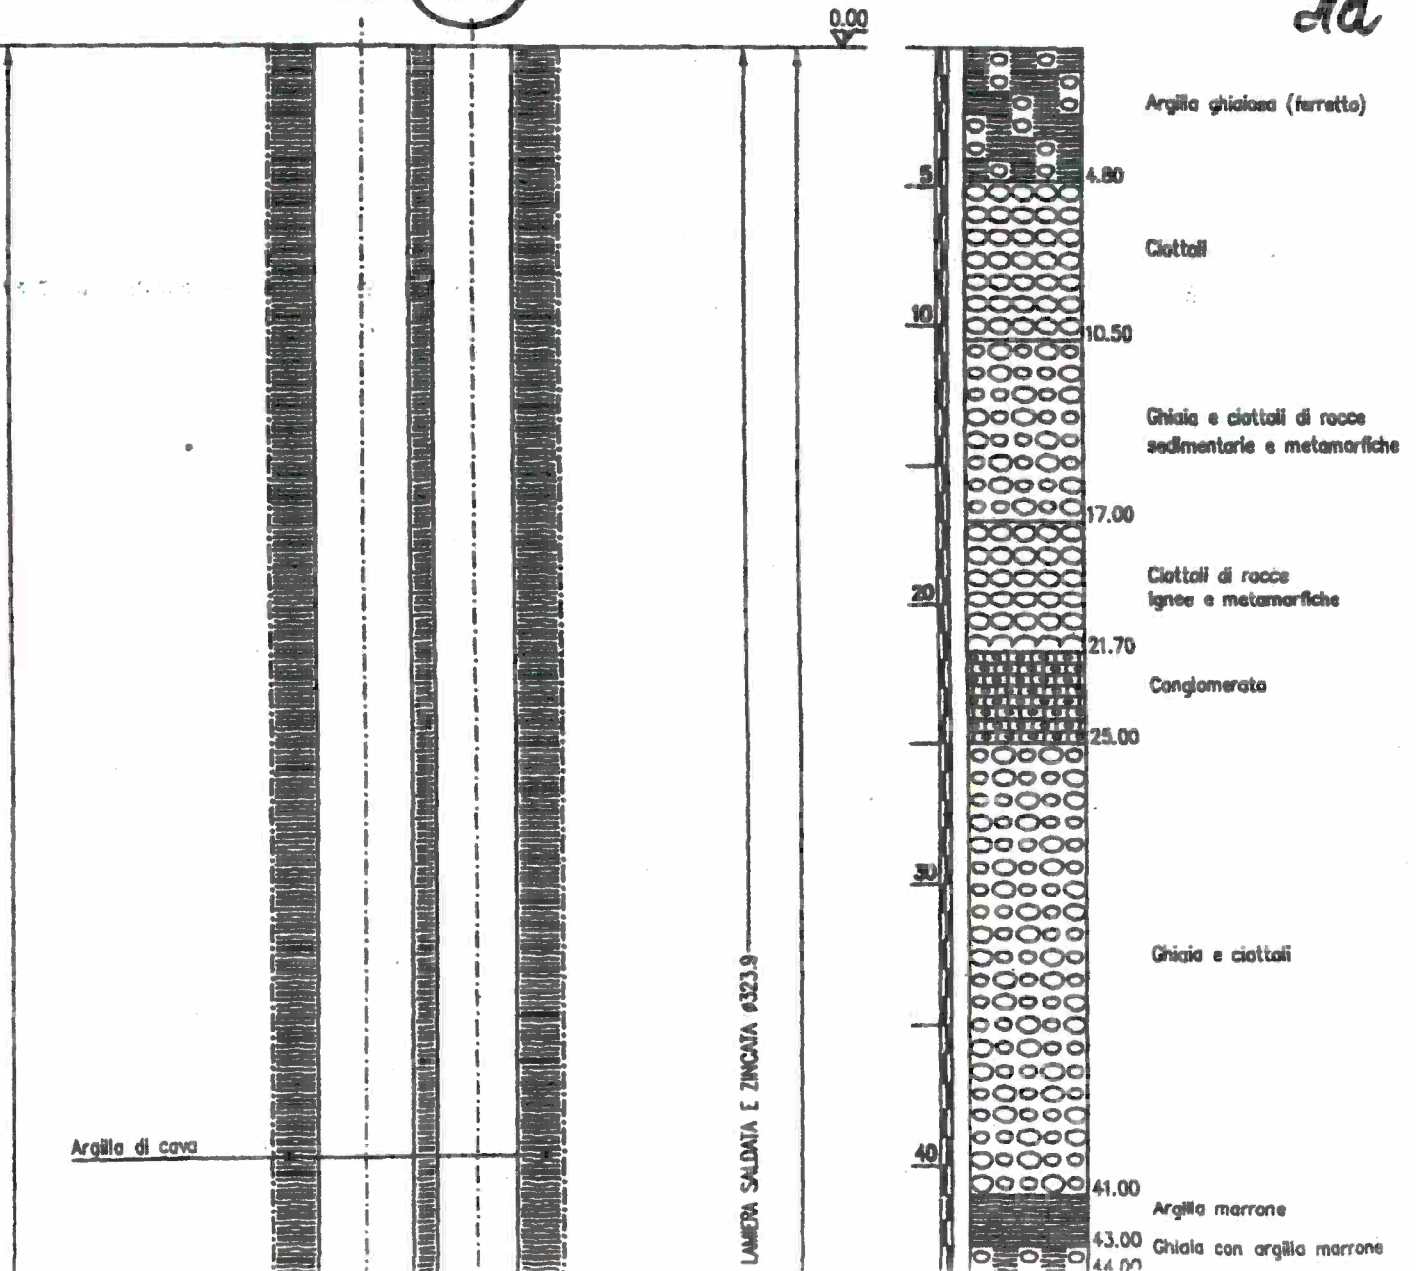 0.00
Argilla ghiaiosa (ferretto)
5
4.80
Ciottoli
10
10.50
Ghiaia e ciottoli di rocce
sedimentarie e metamorfiche
17.00
Ciottoli di rocce
ignee e metamorfiche
20
21.70
Conglomerato
25.00
30
Ghiaia e ciottoli
LAMIERA SALDATA E ZINCATA ø323.9
Argilla di cava
40
41.00
Argilla marrone
43.00
Ghiaia con argilla marrone
44.00